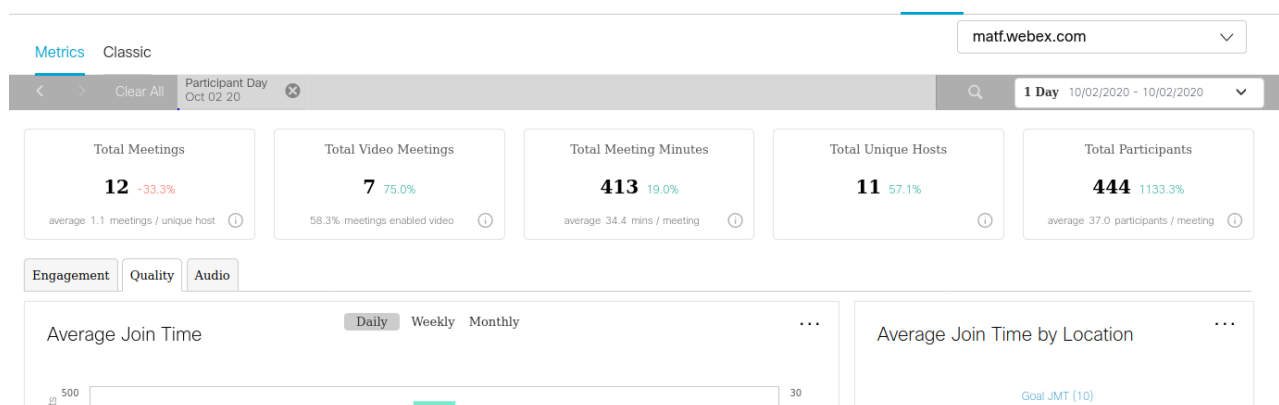 matf.webex.com
Metrics Classic
Clear All Participant Day
Oct 02 20
1 Day 10/02/2020 - 10/02/2020
Total Meetings
12 -33.3%
average 1.1 meetings / unique host
Total Video Meetings
7 75.0%
58.3% meetings enabled video
Total Meeting Minutes
413 19.0%
average 34.4 mins / meeting
Total Unique Hosts
11 57.1%
Total Participants
444 1133.3%
average 37.0 participants / meeting
Engagement Quality Audio
Average Join Time
Daily Weekly Monthly
...
500
30
Average Join Time by Location
...
Goal JMT (10)